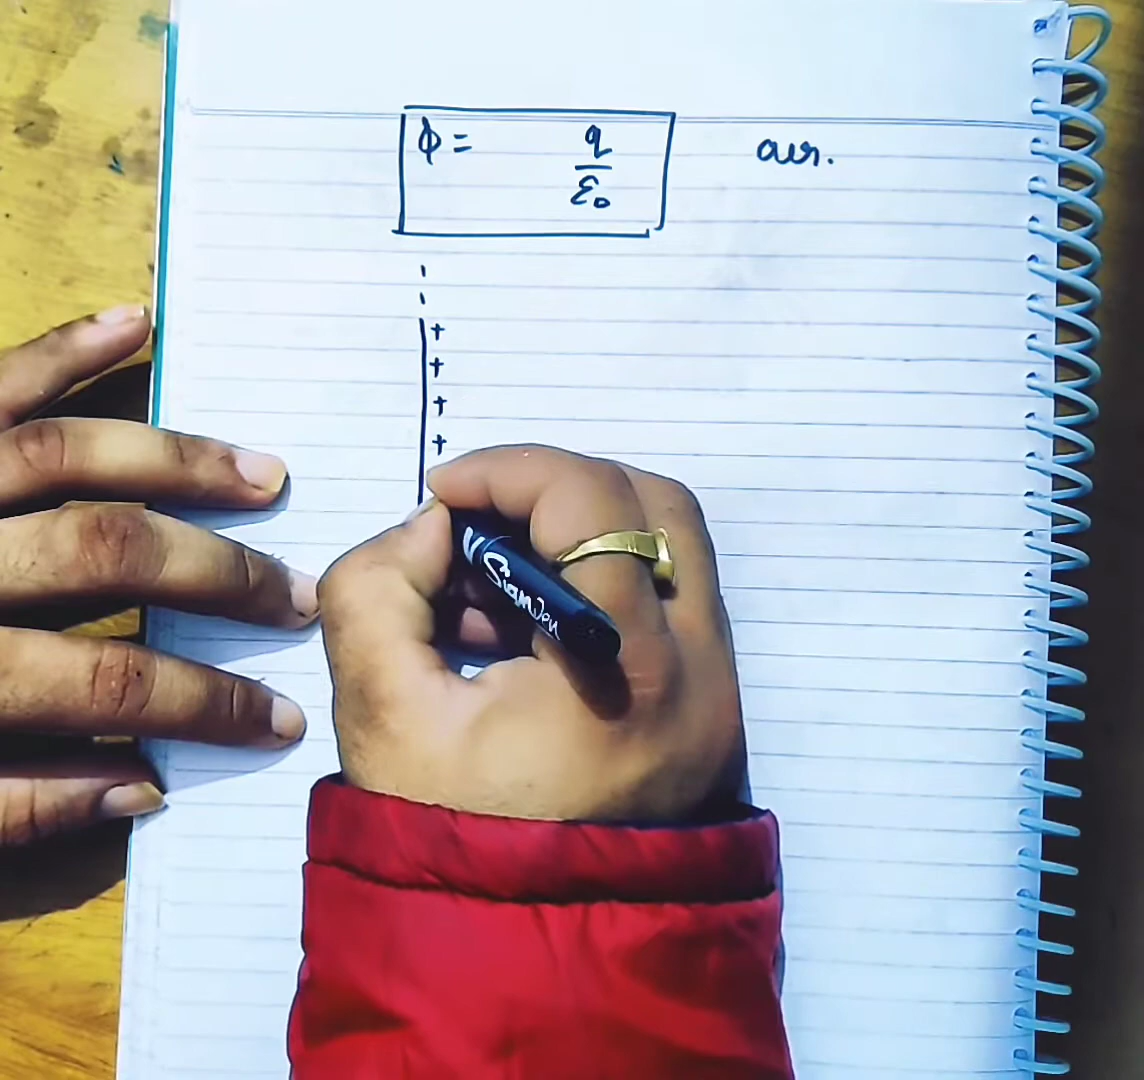 ϕ = q/ε₀ air.
+
+
+
+
SignPen